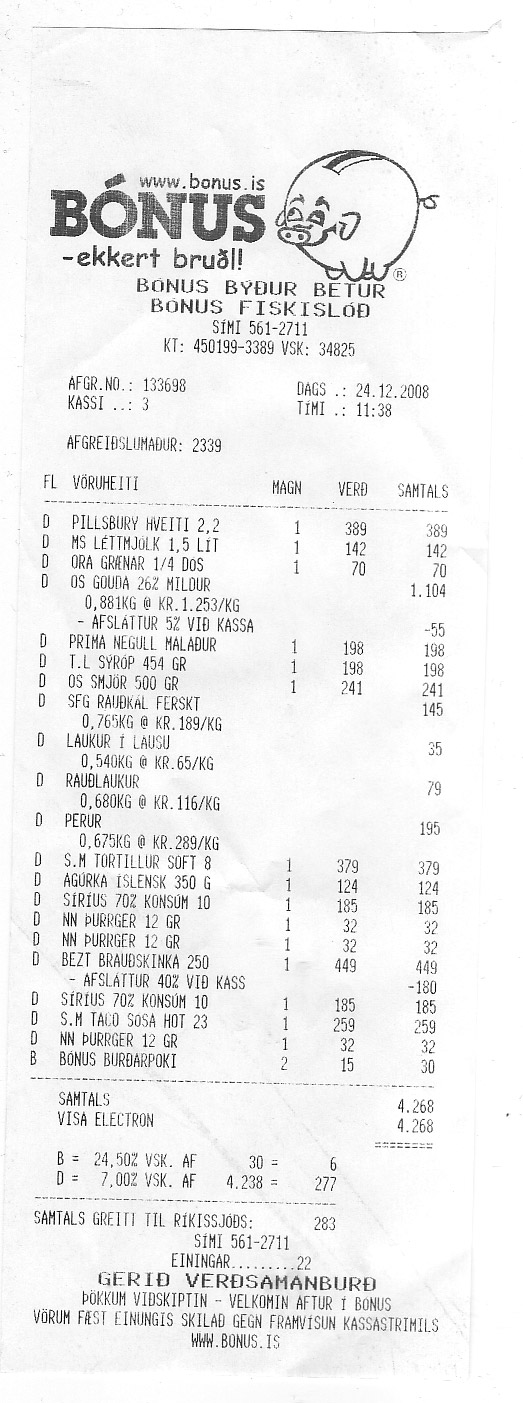 www.bonus.is
BÓNUS
-ekkert bruðl!
®
BÓNUS BÝÐUR BETUR
BÓNUS FISKISLÓÐ
SÍMI 561-2711
KT: 450199-3389 VSK: 34825
AFGR.NO.: 133698 DAGS .: 24.12.2008
KASSI ..: 3 TÍMI .: 11:38
AFGREIÐSLUMAÐUR: 2339
FL VÖRUHEITI MAGN VERÐ SAMTALS
D PILLSBURY HVEITI 2,2 1 389 389
D MS LÉTTMJÓLK 1,5 LÍT 1 142 142
D ORA GRÆNAR 1/4 DÓS 1 70 70
D OS GOUDA 26% MILDUR 1.104
0,881KG @ KR.1.253/KG
- AFSLÁTTUR 5% VIÐ KASSA -55
D PRIMA NEGULL MALAÐUR 1 198 198
D T.L SÝRÓP 454 GR 1 198 198
D OS SMJÖR 500 GR 1 241 241
D SFG RAUÐKÁL FERSKT 145
0,765KG @ KR.189/KG
D LAUKUR Í LAUSU 35
0,540KG @ KR.65/KG
D RAUÐLAUKUR 79
0,680KG @ KR.116/KG
D PERUR 195
0,675KG @ KR.289/KG
D S.M TORTILLUR SOFT 8 1 379 379
D AGÚRKA ÍSLENSK 350 G 1 124 124
D SÍRÍUS 70% KONSÚM 10 1 185 185
D NN ÞURRGER 12 GR 1 32 32
D NN ÞURRGER 12 GR 1 32 32
D BEZT BRAUÐSKINKA 250 1 449 449
- AFSLÁTTUR 40% VIÐ KASS -180
D SÍRÍUS 70% KONSÚM 10 1 185 185
D S.M TACO SOSA HOT 23 1 259 259
D NN ÞURRGER 12 GR 1 32 32
B BÓNUS BURÐARPOKI 2 15 30
SAMTALS 4.268
VISA ELECTRON 4.268
========
B = 24,50% VSK. AF 30 = 6
D = 7,00% VSK. AF 4.238 = 277
SAMTALS GREITT TIL RÍKISSJÓÐS: 283
SÍMI 561-2711
EININGAR.........22
GERIÐ VERÐSAMANBURÐ
ÞÖKKUM VIÐSKIPTIN - VELKOMIN AFTUR Í BÓNUS
VÖRUM FÆST EINUNGIS SKILAÐ GEGN FRAMVÍSUN KASSASTRIMILS
WWW.BONUS.IS